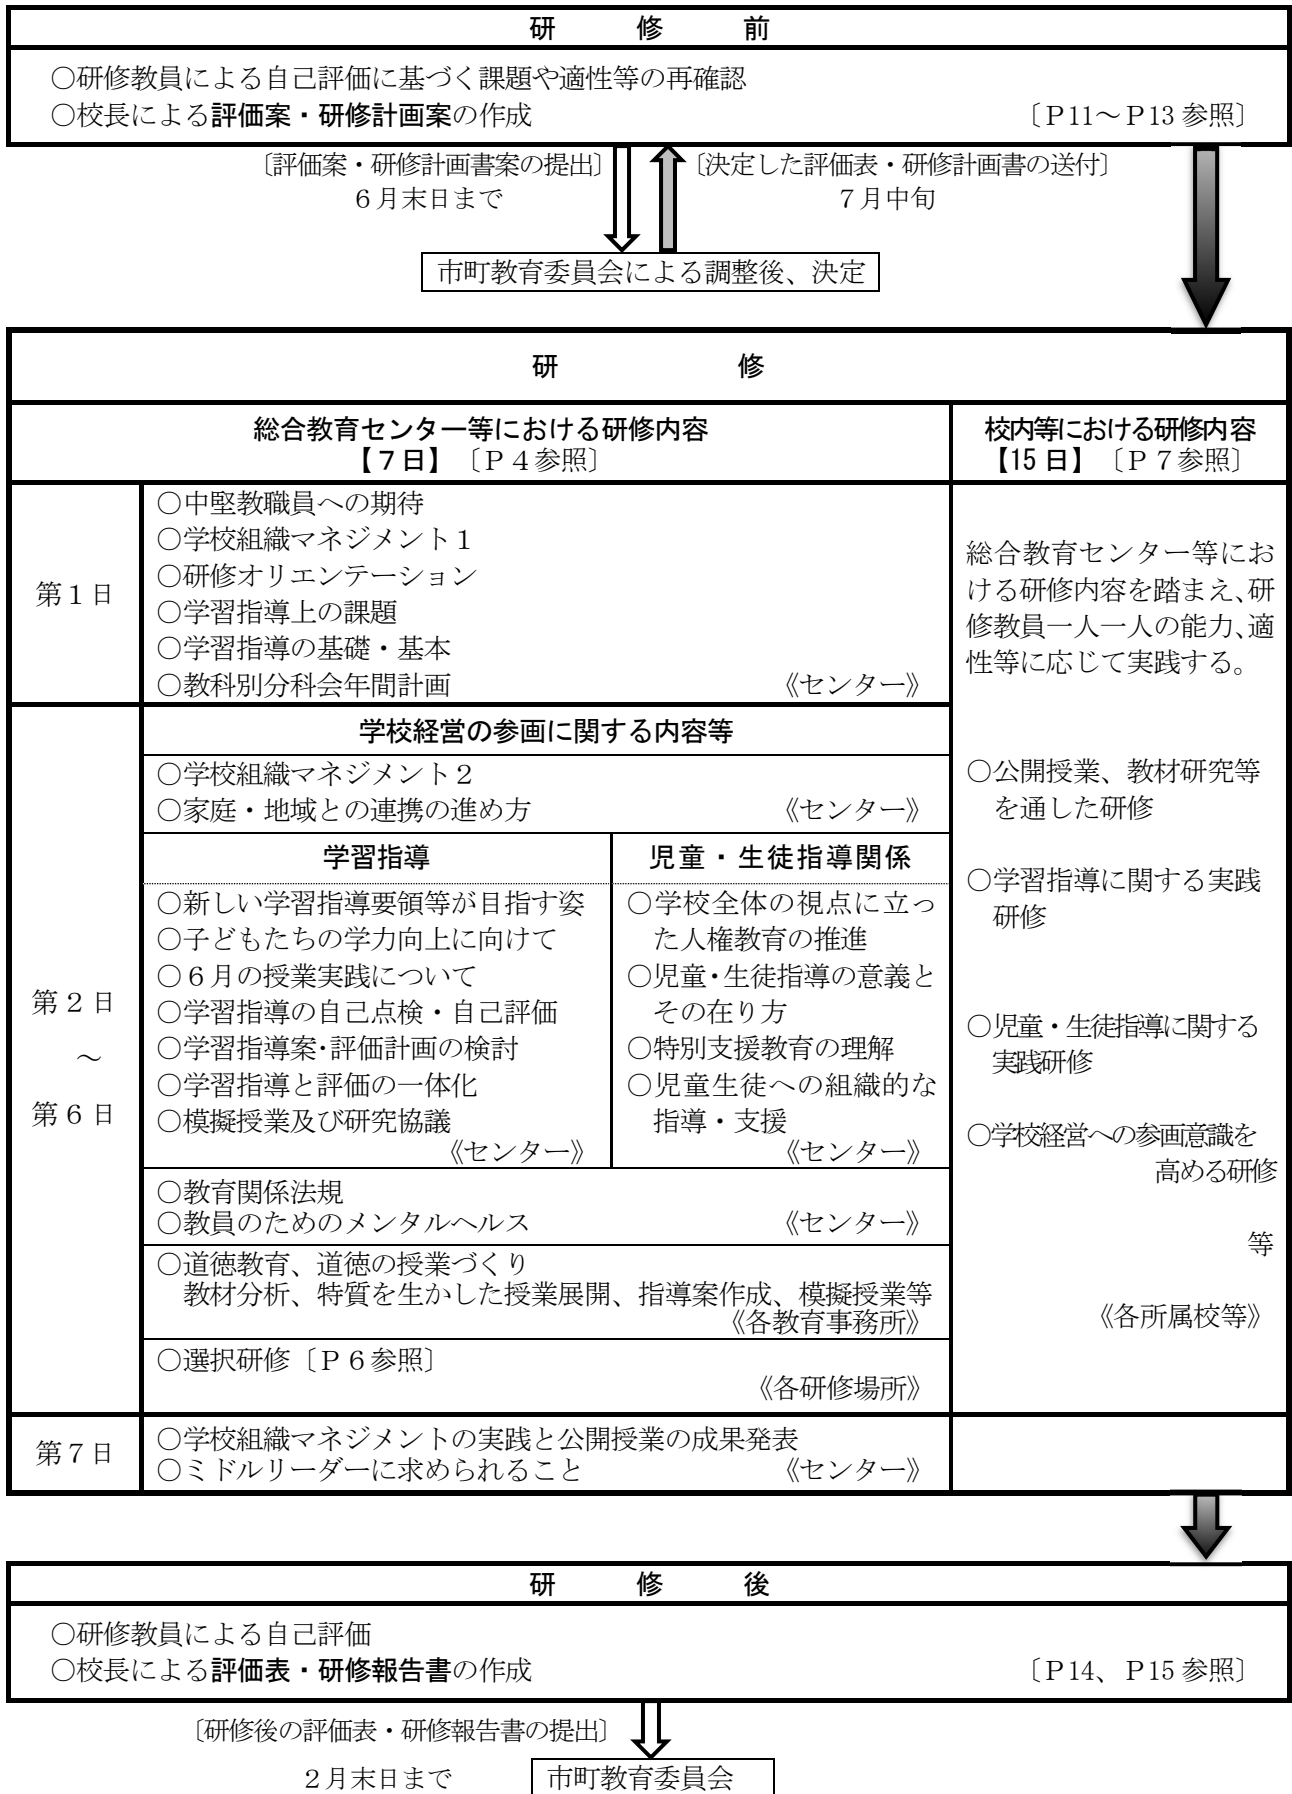 研　修　前
○研修教員による自己評価に基づく課題や適性等の再確認
○校長による評価案・研修計画案の作成　〔Ｐ11～Ｐ13 参照〕
〔評価案・研修計画書案の提出〕
６月末日まで
〔決定した評価表・研修計画書の送付〕
７月中旬
市町教育委員会による調整後、決定
研　修
総合教育センター等における研修内容
【７日】〔Ｐ４参照〕
校内等における研修内容
【15 日】〔Ｐ７参照〕
第１日
○中堅教職員への期待
○学校組織マネジメント１
○研修オリエンテーション
○学習指導上の課題
○学習指導の基礎・基本
○教科別分科会年間計画　《センター》
第２日
～
第６日
学校経営の参画に関する内容等
○学校組織マネジメント２
○家庭・地域との連携の進め方　《センター》
学習指導
○新しい学習指導要領等が目指す姿
○子どもたちの学力向上に向けて
○６月の授業実践について
○学習指導の自己点検・自己評価
○学習指導案・評価計画の検討
○学習指導と評価の一体化
○模擬授業及び研究協議
《センター》
児童・生徒指導関係
○学校全体の視点に立っ
た人権教育の推進
○児童・生徒指導の意義と
その在り方
○特別支援教育の理解
○児童生徒への組織的な
指導・支援
《センター》
○教育関係法規
○教員のためのメンタルヘルス　《センター》
○道徳教育、道徳の授業づくり
教材分析、特質を生かした授業展開、指導案作成、模擬授業等
《各教育事務所》
○選択研修〔Ｐ６参照〕
《各研修場所》
第７日
○学校組織マネジメントの実践と公開授業の成果発表
○ミドルリーダーに求められること　《センター》
総合教育センター等にお
ける研修内容を踏まえ、研
修教員一人一人の能力、適
性等に応じて実践する。
○公開授業、教材研究等
を通した研修
○学習指導に関する実践
研修
○児童・生徒指導に関する
実践研修
○学校経営への参画意識を
高める研修
等
《各所属校等》
研　修　後
○研修教員による自己評価
○校長による評価表・研修報告書の作成　〔Ｐ14、Ｐ15 参照〕
〔研修後の評価表・研修報告書の提出〕
２月末日まで
市町教育委員会